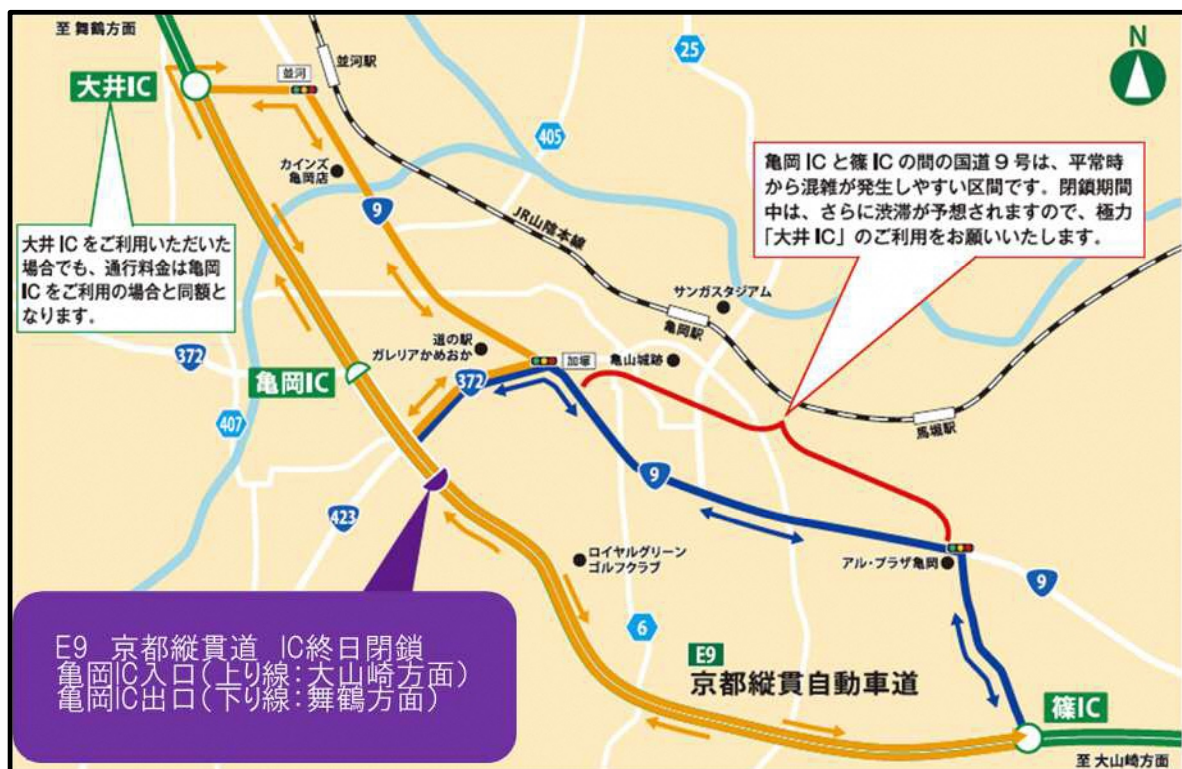 至 舞鶴方面
大井IC
並河
並河駅
25
N
405
カインズ
亀岡店
9
JR山陰本線
亀岡 IC と篠 IC の間の国道 9 号は、平常時
から混雑が発生しやすい区間です。閉鎖期間
中は、さらに渋滞が予想されますので、極力
「大井 IC」のご利用をお願いいたします。
大井 IC をご利用いただいた
場合でも、通行料金は亀岡
IC をご利用の場合と同額と
なります。
サンガスタジアム
亀岡駅
道の駅
ガレリアかめおか
加塚
亀山城跡
372
亀岡IC
372
407
馬堀駅
9
423
ロイヤルグリーン
ゴルフクラブ
アル・プラザ亀岡
9
6
E9 京都縦貫道 IC終日閉鎖
亀岡IC入口(上り線:大山崎方面)
亀岡IC出口(下り線:舞鶴方面)
E9
京都縦貫自動車道
篠IC
至 大山崎方面